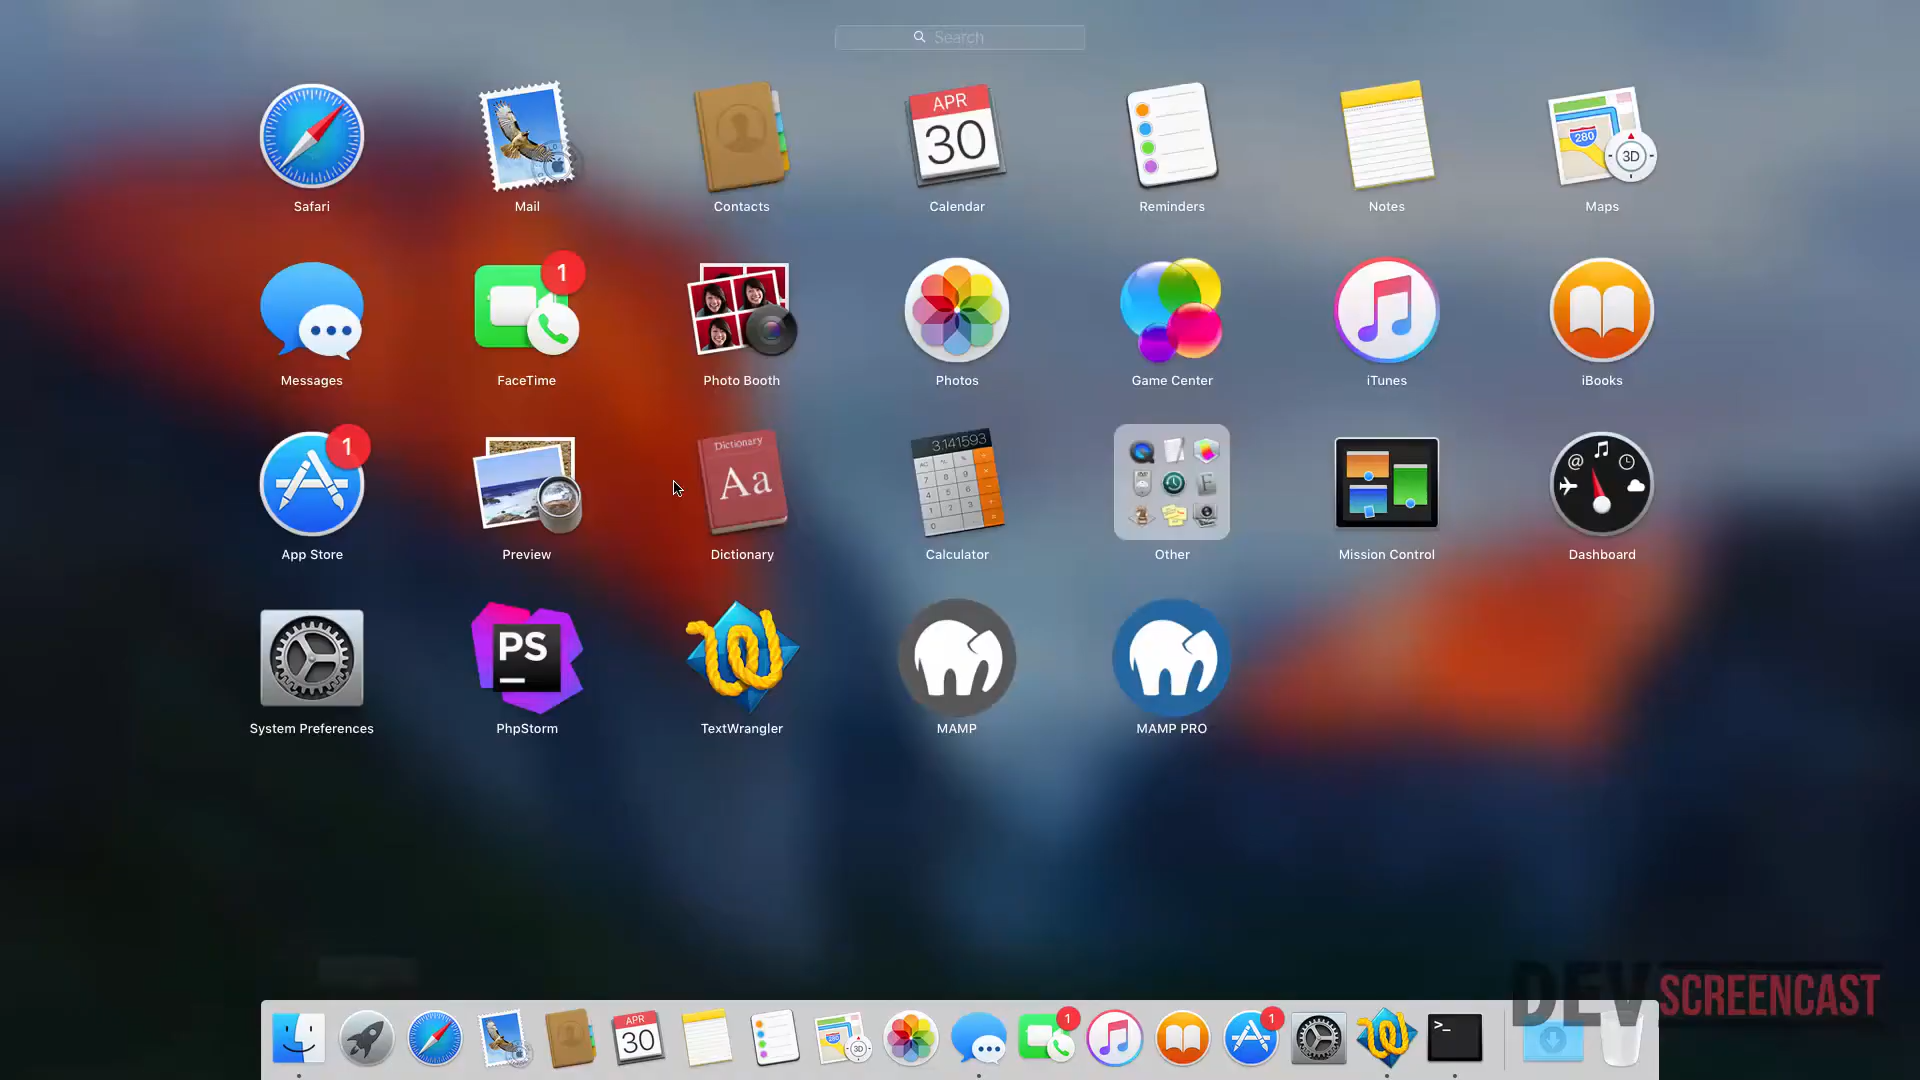 Search
APR
30
280
3D
Safari
Mail
Contacts
Calendar
Reminders
Notes
Maps
1
Messages
FaceTime
Photo Booth
Photos
Game Center
iTunes
iBooks
1
Dictionary
Aa
3.141593
App Store
Preview
Dictionary
Calculator
Other
Mission Control
Dashboard
PS
System Preferences
PhpStorm
TextWrangler
MAMP
MAMP PRO
DEV SCREENCAST
APR
30
280
3D
1
1
>_